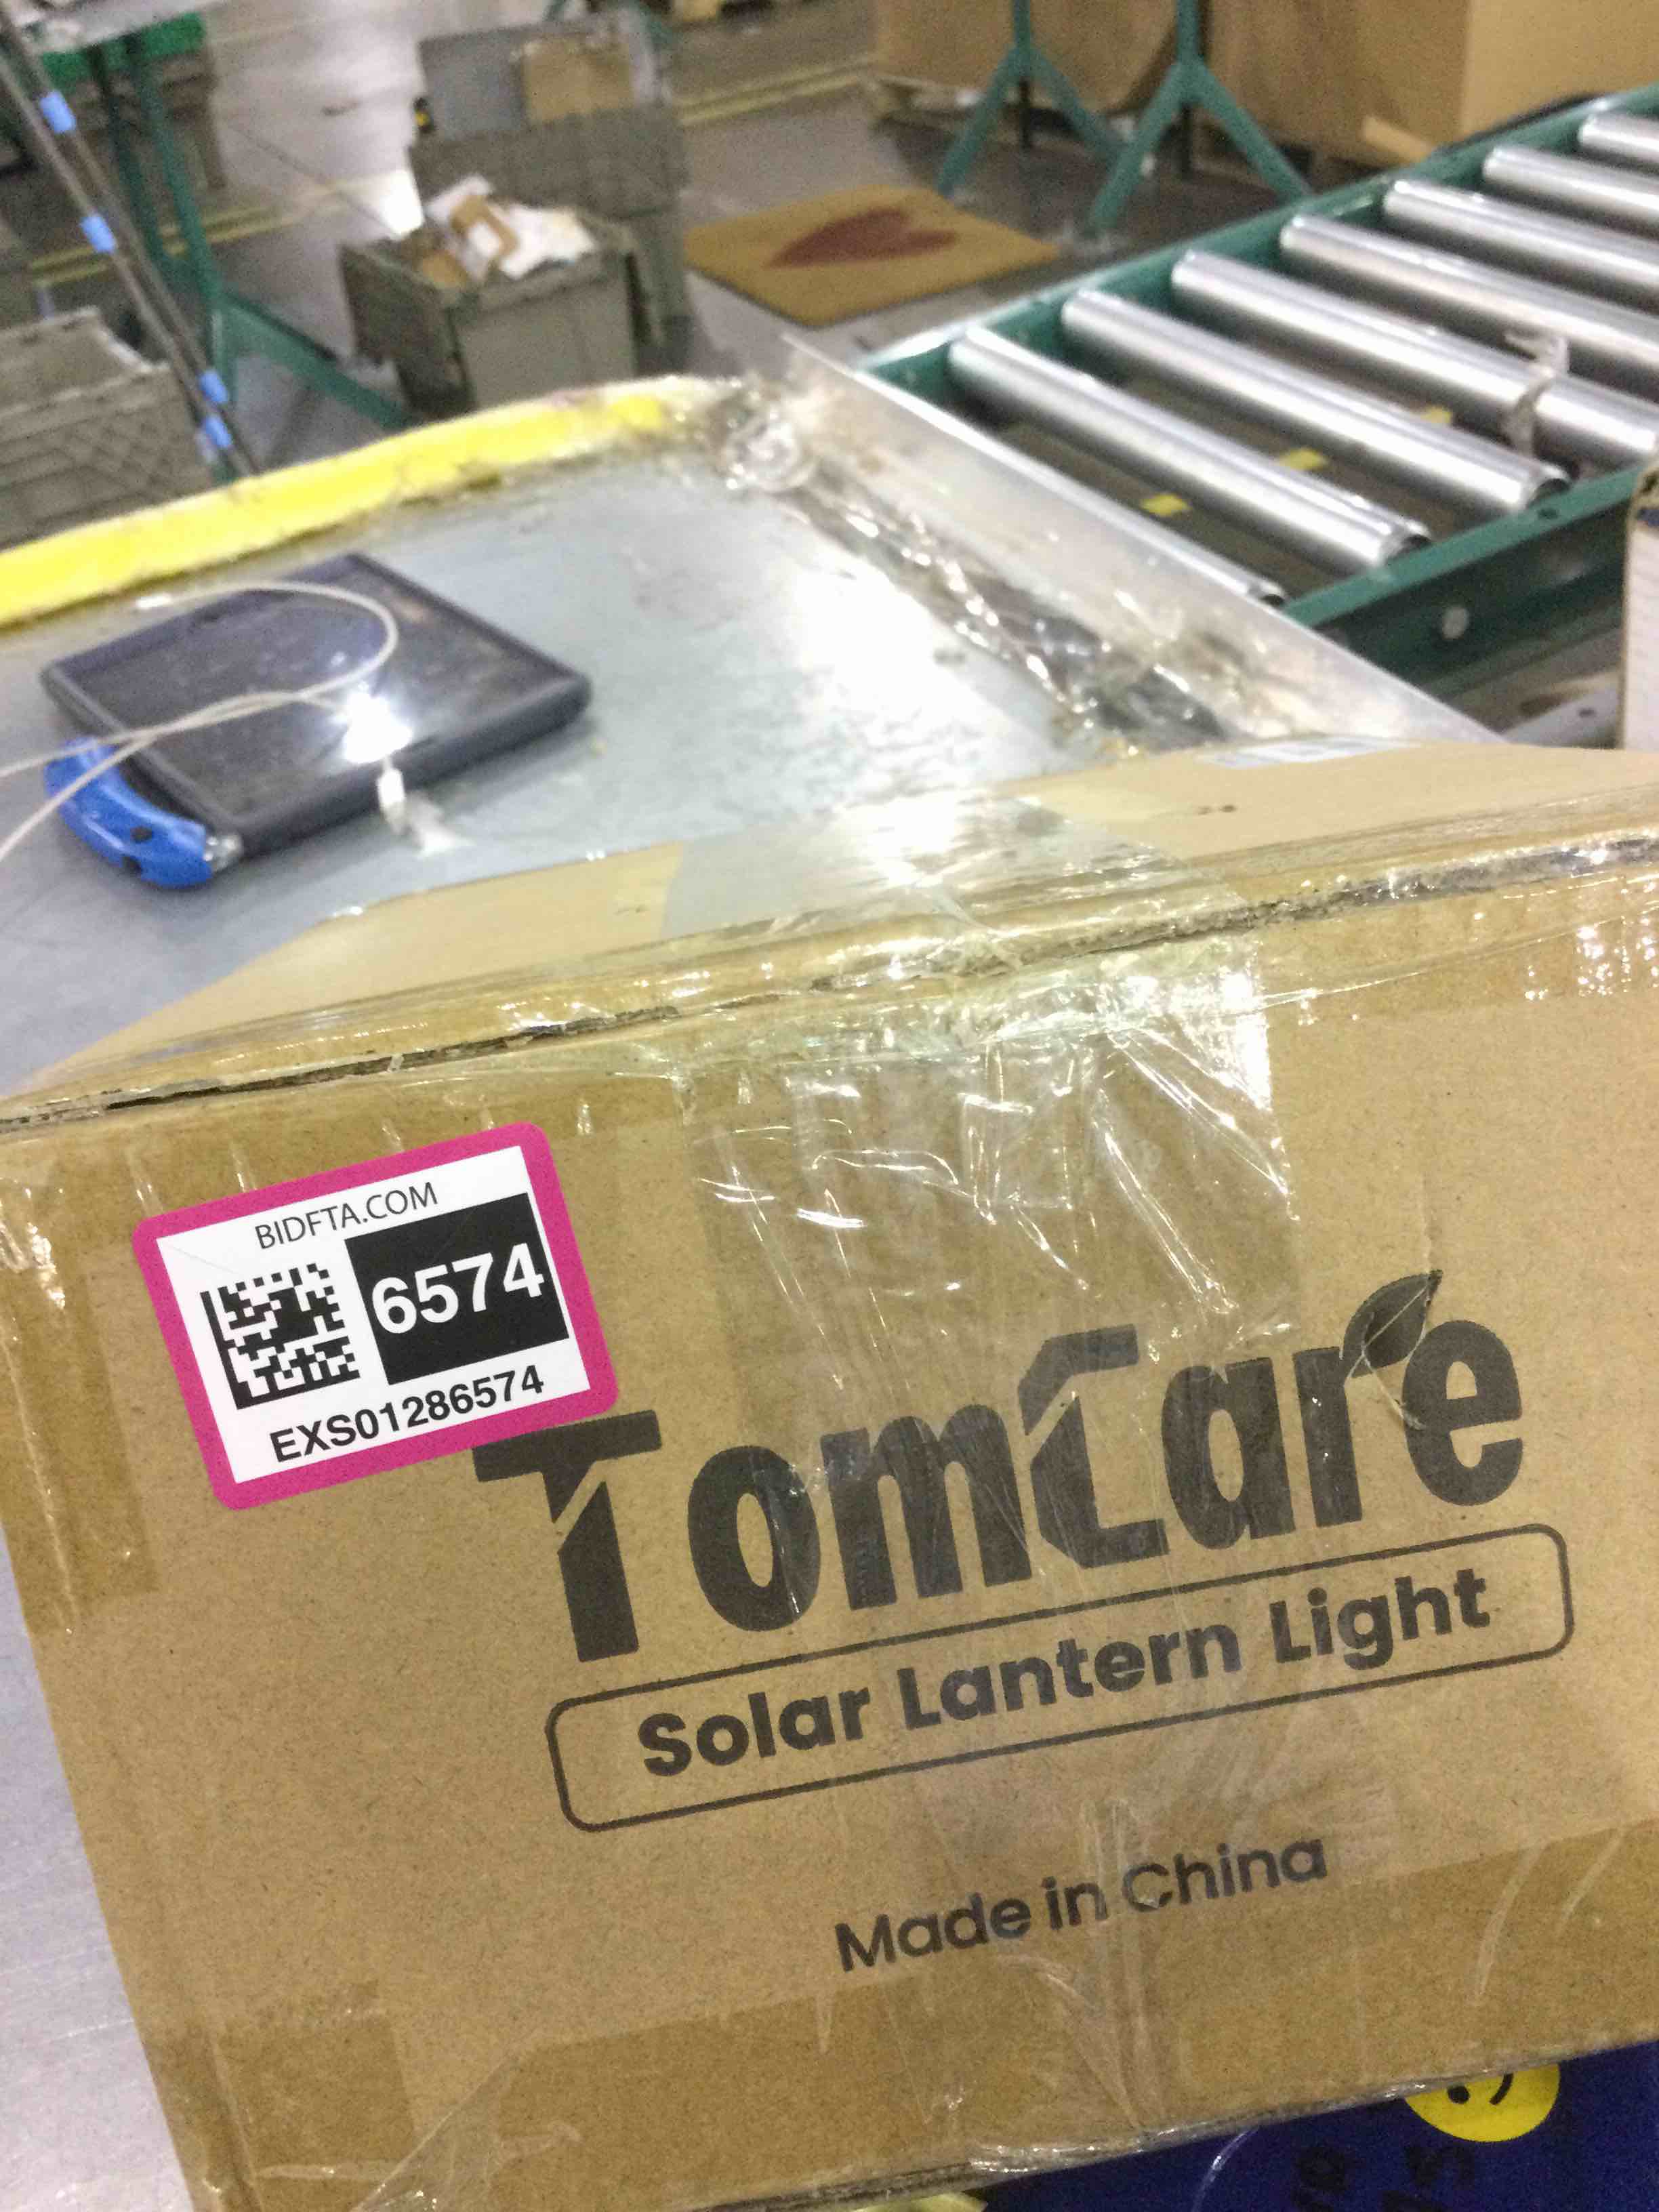 BIDFTA.COM
6574
EXS01286574
TomCare
Solar Lantern Light
Made in China